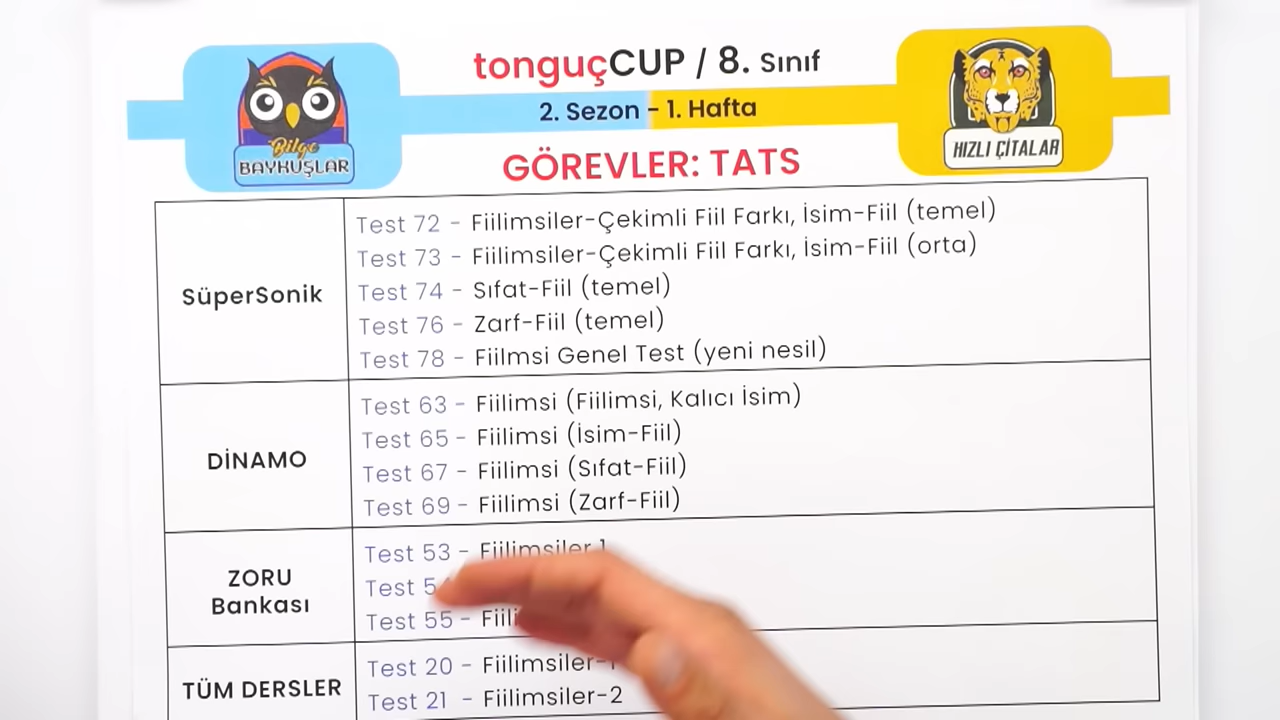 tonguçCUP / 8. Sınıf
2. Sezon - 1. Hafta
Bilge
BAYKUŞLAR
HIZLI ÇİTALAR
GÖREVLER: TATS
SüperSonik
Test 72 - Fiilimsiler-Çekimli Fiil Farkı, İsim-Fiil (temel)
Test 73 - Fiilimsiler-Çekimli Fiil Farkı, İsim-Fiil (orta)
Test 74 - Sıfat-Fiil (temel)
Test 76 - Zarf-Fiil (temel)
Test 78 - Fiilmsi Genel Test (yeni nesil)
DİNAMO
Test 63 - Fiilimsi (Fiilimsi, Kalıcı İsim)
Test 65 - Fiilimsi (İsim-Fiil)
Test 67 - Fiilimsi (Sıfat-Fiil)
Test 69 - Fiilimsi (Zarf-Fiil)
ZORU
Bankası
Test 53 - Fiilimsiler-1
Test
Test 55 -
TÜM DERSLER
Test 20 - Fiilimsiler-1
Test 21 - Fiilimsiler-2